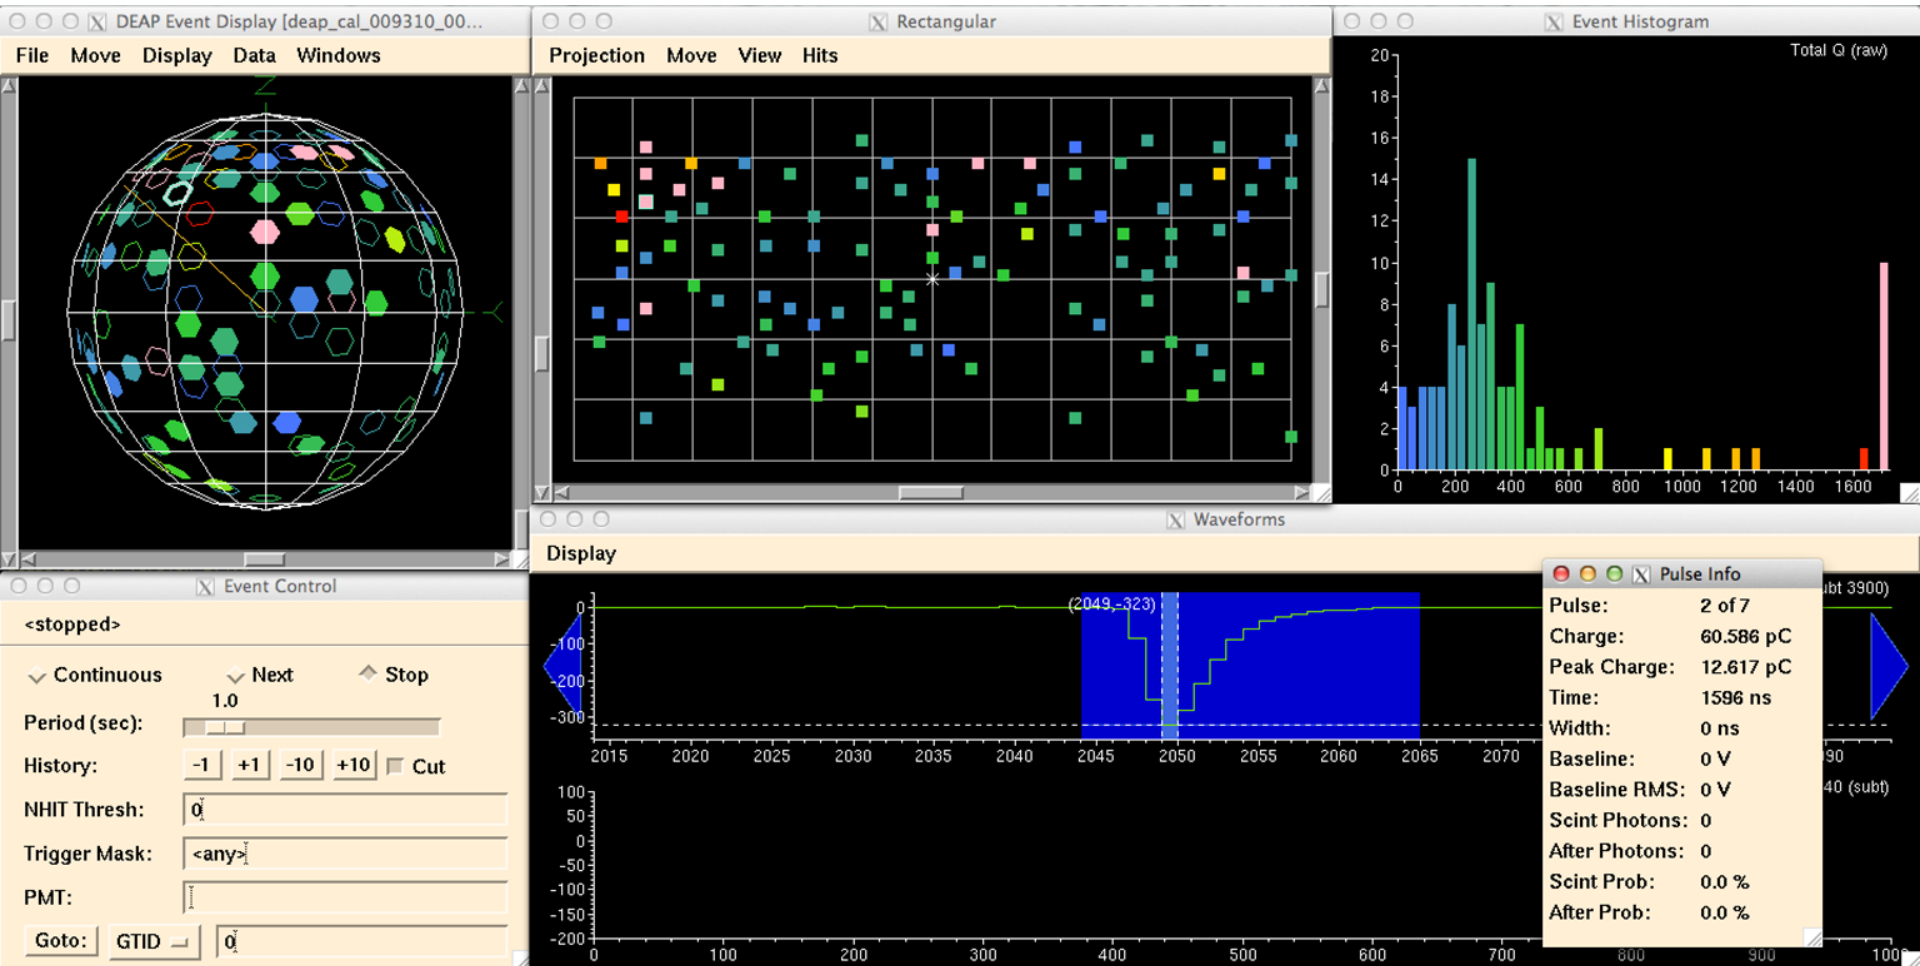 DEAP Event Display [deap_cal_009310_00...
File Move Display Data Windows
N
Y
Rectangular
Projection Move View Hits
Event Histogram
Total Q (raw)
20
18
16
14
12
10
8
6
4
2
0
0 200 400 600 800 1000 1200 1400 1600
Event Control
<stopped>
Continuous Next Stop
1.0
Period (sec):
History: -1 +1 -10 +10 Cut
NHIT Thresh: 0
Trigger Mask: <any>
PMT:
Goto: GTID 0
Waveforms
Display
(2049,-323)
ubt 3900)
0
-100
-200
-300
2015 2020 2025 2030 2035 2040 2045 2050 2055 2060 2065 2070 90
40 (subt)
100
50
0
-50
-100
-150
-200
0 100 200 300 400 500 600 700 800 900 100
Pulse Info
Pulse: 2 of 7
Charge: 60.586 pC
Peak Charge: 12.617 pC
Time: 1596 ns
Width: 0 ns
Baseline: 0 V
Baseline RMS: 0 V
Scint Photons: 0
After Photons: 0
Scint Prob: 0.0 %
After Prob: 0.0 %